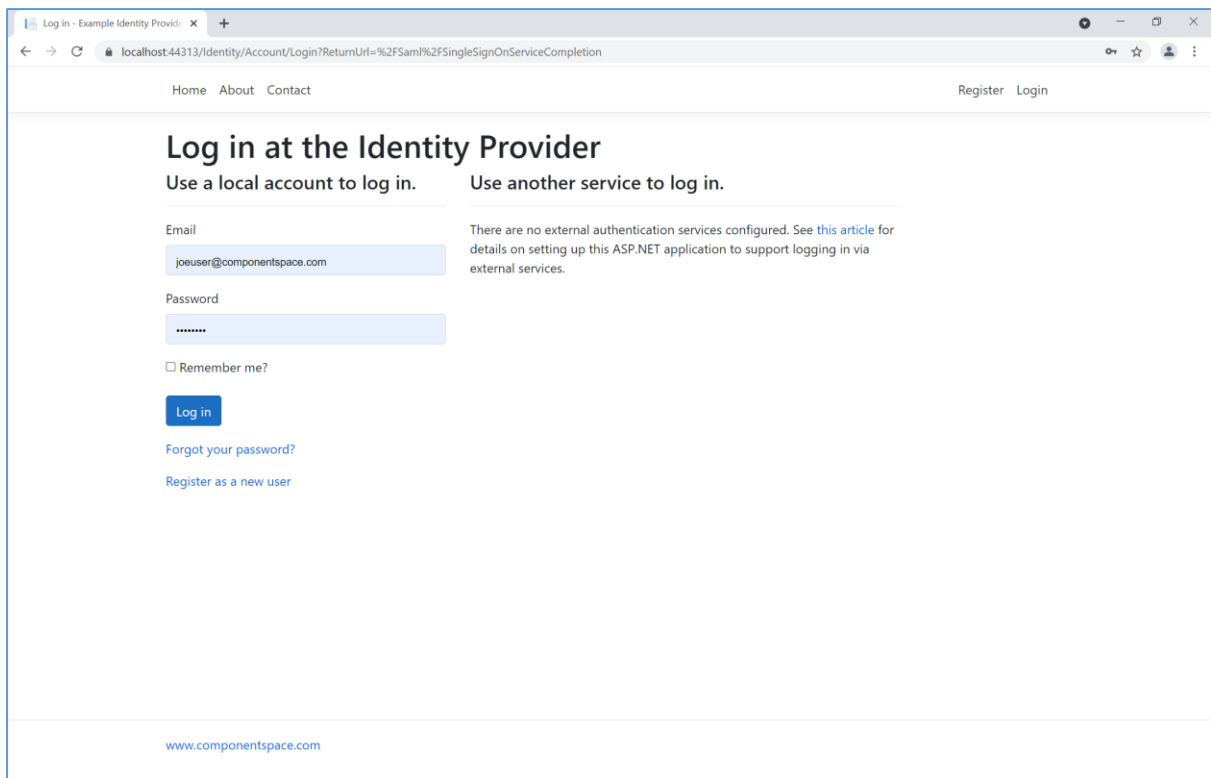 Log in - Example Identity Provide
localhost:44313/Identity/Account/Login?ReturnUrl=%2FSaml%2FSingleSignOnServiceCompletion
Home About Contact Register Login
Log in at the Identity Provider
Use a local account to log in.
Email
joeuser@componentspace.com
Password
••••••••
Remember me?
Log in
Forgot your password?
Register as a new user
Use another service to log in.
There are no external authentication services configured. See this article for
details on setting up this ASP.NET application to support logging in via
external services.
www.componentspace.com